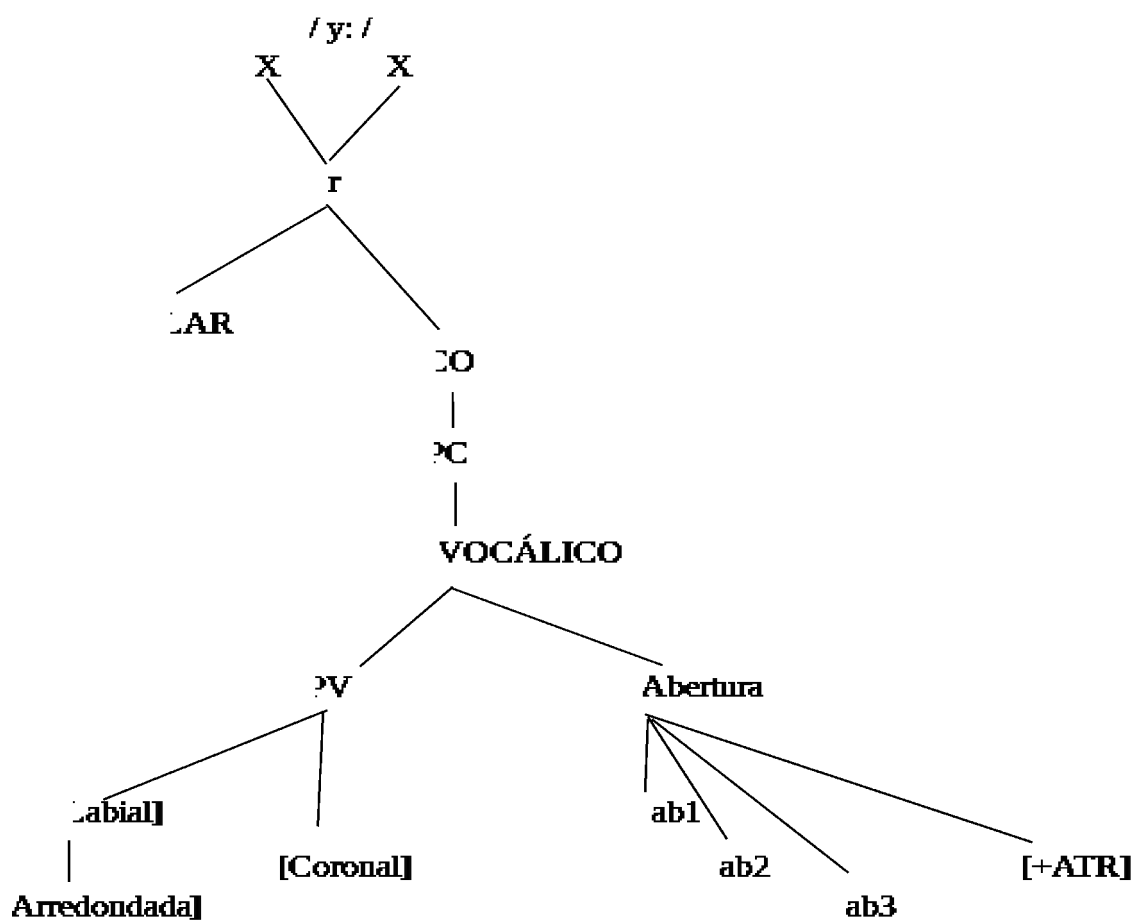 / y: /
X X
r
LAR
CO
PC
VOCÁLICO
PV Abertura
Labial] ab1
[Coronal] ab2 [+ATR]
Arredondada] ab3